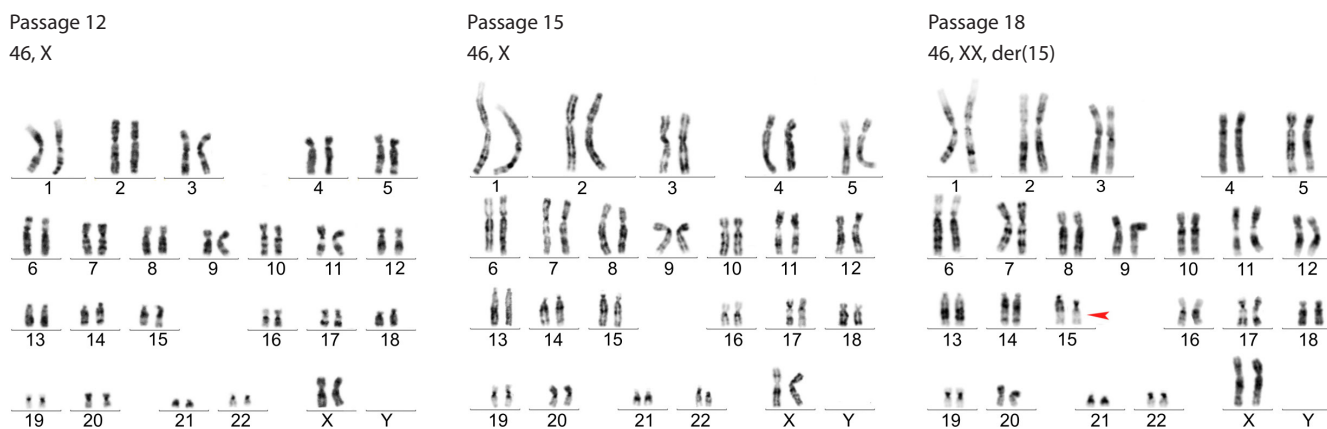 Passage 12
46, X
1 2 3 4 5
6 7 8 9 10 11 12
13 14 15 16 17 18
19 20 21 22 X Y
Passage 15
46, X
1 2 3 4 5
6 7 8 9 10 11 12
13 14 15 16 17 18
19 20 21 22 X Y
Passage 18
46, XX, der(15)
1 2 3 4 5
6 7 8 9 10 11 12
13 14 15 16 17 18
19 20 21 22 X Y